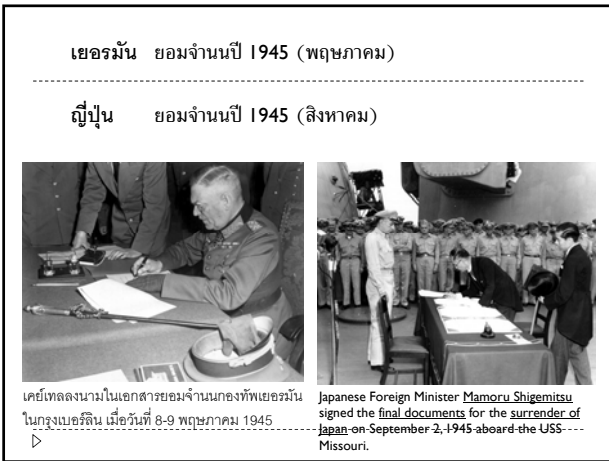 เยอรมัน ยอมจำนนปี 1945 (พฤษภาคม)
ญี่ปุ่น ยอมจำนนปี 1945 (สิงหาคม)
เคย์เทลลงนามในเอกสารยอมจำนนกองทัพเยอรมัน
ในกรุงเบอร์ลิน เมื่อวันที่ 8-9 พฤษภาคม 1945
Japanese Foreign Minister Mamoru Shigemitsu
signed the final documents for the surrender of
Japan on September 2, 1945 aboard the USS
Missouri.